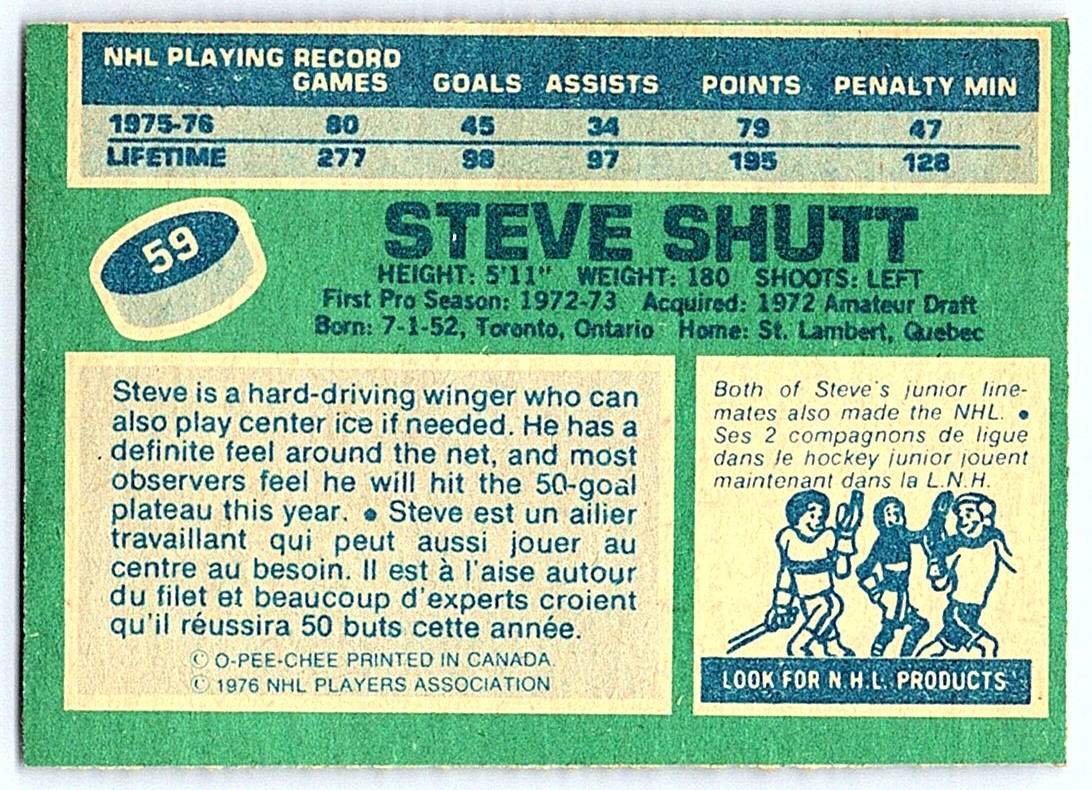 NHL PLAYING RECORD
GAMES GOALS ASSISTS POINTS PENALTY MIN
1975-76 80 45 34 79 47
LIFETIME 277 98 97 195 128
59
STEVE SHUTT
HEIGHT: 5'11" WEIGHT: 180 SHOOTS: LEFT
First Pro Season: 1972-73 Acquired: 1972 Amateur Draft
Born: 7-1-52, Toronto, Ontario Home: St. Lambert, Quebec
Steve is a hard-driving winger who can
also play center ice if needed. He has a
definite feel around the net, and most
observers feel he will hit the 50-goal
plateau this year. • Steve est un ailier
travaillant qui peut aussi jouer au
centre au besoin. Il est à l'aise autour
du filet et beaucoup d'experts croient
qu'il réussira 50 buts cette année.
© O-PEE-CHEE PRINTED IN CANADA
© 1976 NHL PLAYERS ASSOCIATION
Both of Steve's junior line-
mates also made the NHL. •
Ses 2 compagnons de ligue
dans le hockey junior jouent
maintenant dans la L.N.H.
LOOK FOR N.H.L. PRODUCTS